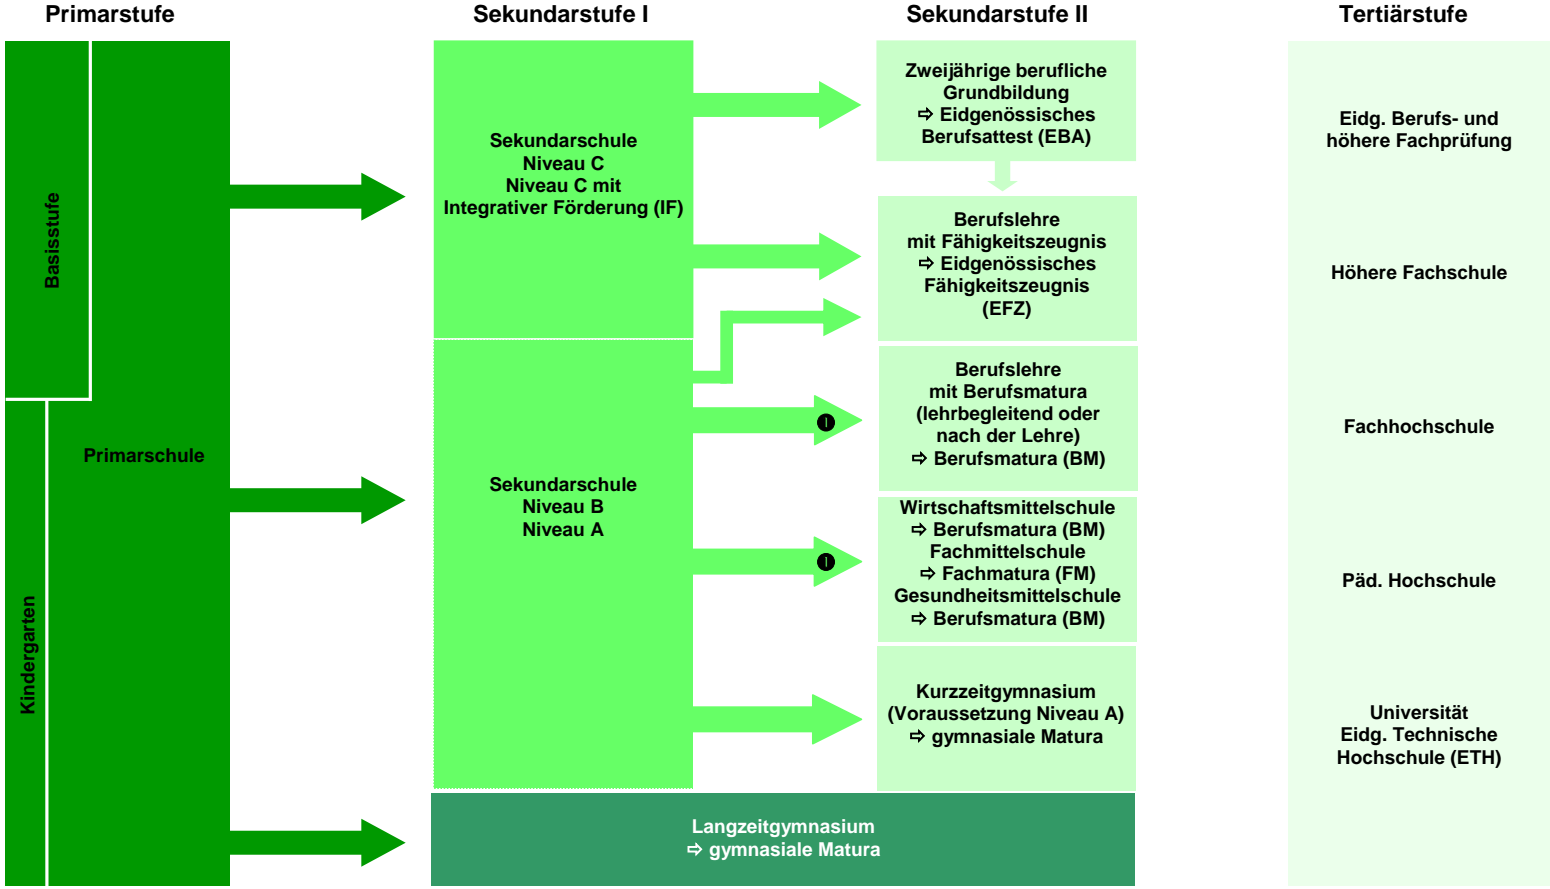 Primarstufe
Sekundarstufe I
Sekundarstufe II
Tertiärstufe
Basisstufe
Kindergarten
Primarschule
Sekundarschule
Niveau C
Niveau C mit
Integrativer Förderung (IF)
Sekundarschule
Niveau B
Niveau A
Zweijährige berufliche
Grundbildung
⇨ Eidgenössisches
Berufsattest (EBA)
Berufslehre
mit Fähigkeitszeugnis
⇨ Eidgenössisches
Fähigkeitszeugnis
(EFZ)
Berufslehre
mit Berufsmatura
(lehrbegleitend oder
nach der Lehre)
⇨ Berufsmatura (BM)
Wirtschaftsmittelschule
⇨ Berufsmatura (BM)
Fachmittelschule
⇨ Fachmatura (FM)
Gesundheitsmittelschule
⇨ Berufsmatura (BM)
Kurzzeitgymnasium
(Voraussetzung Niveau A)
⇨ gymnasiale Matura
Langzeitgymnasium
⇨ gymnasiale Matura
Eidg. Berufs- und
höhere Fachprüfung
Höhere Fachschule
Fachhochschule
Päd. Hochschule
Universität
Eidg. Technische
Hochschule (ETH)